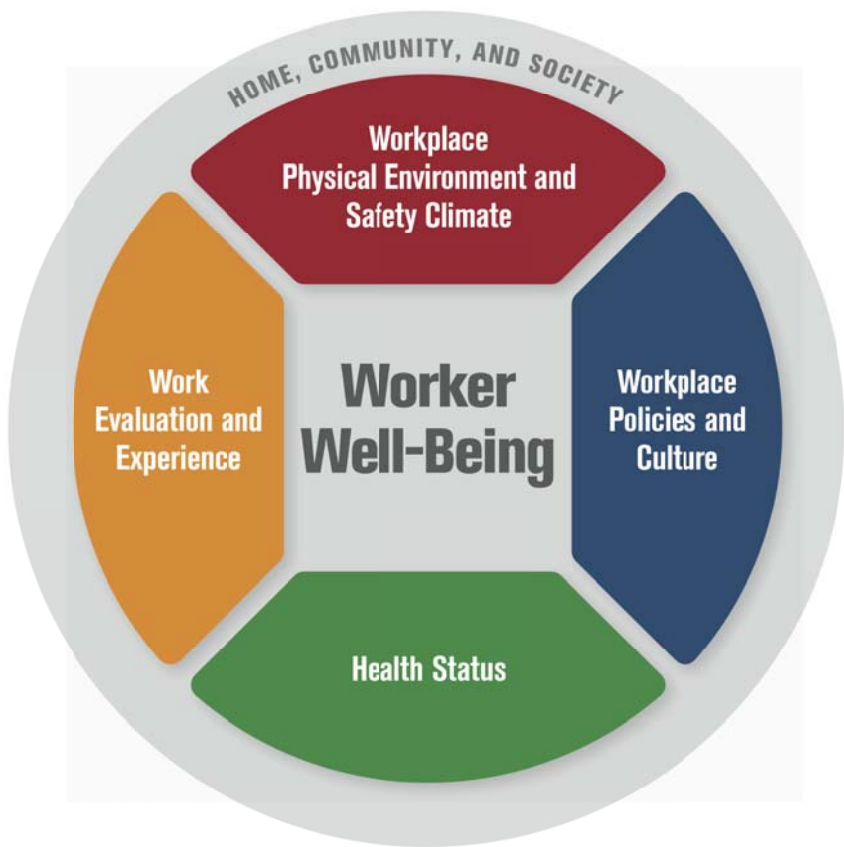 HOME, COMMUNITY, AND SOCIETY
Workplace
Physical Environment and
Safety Climate
Work
Evaluation and
Experience
Worker
Well-Being
Workplace
Policies and
Culture
Health Status